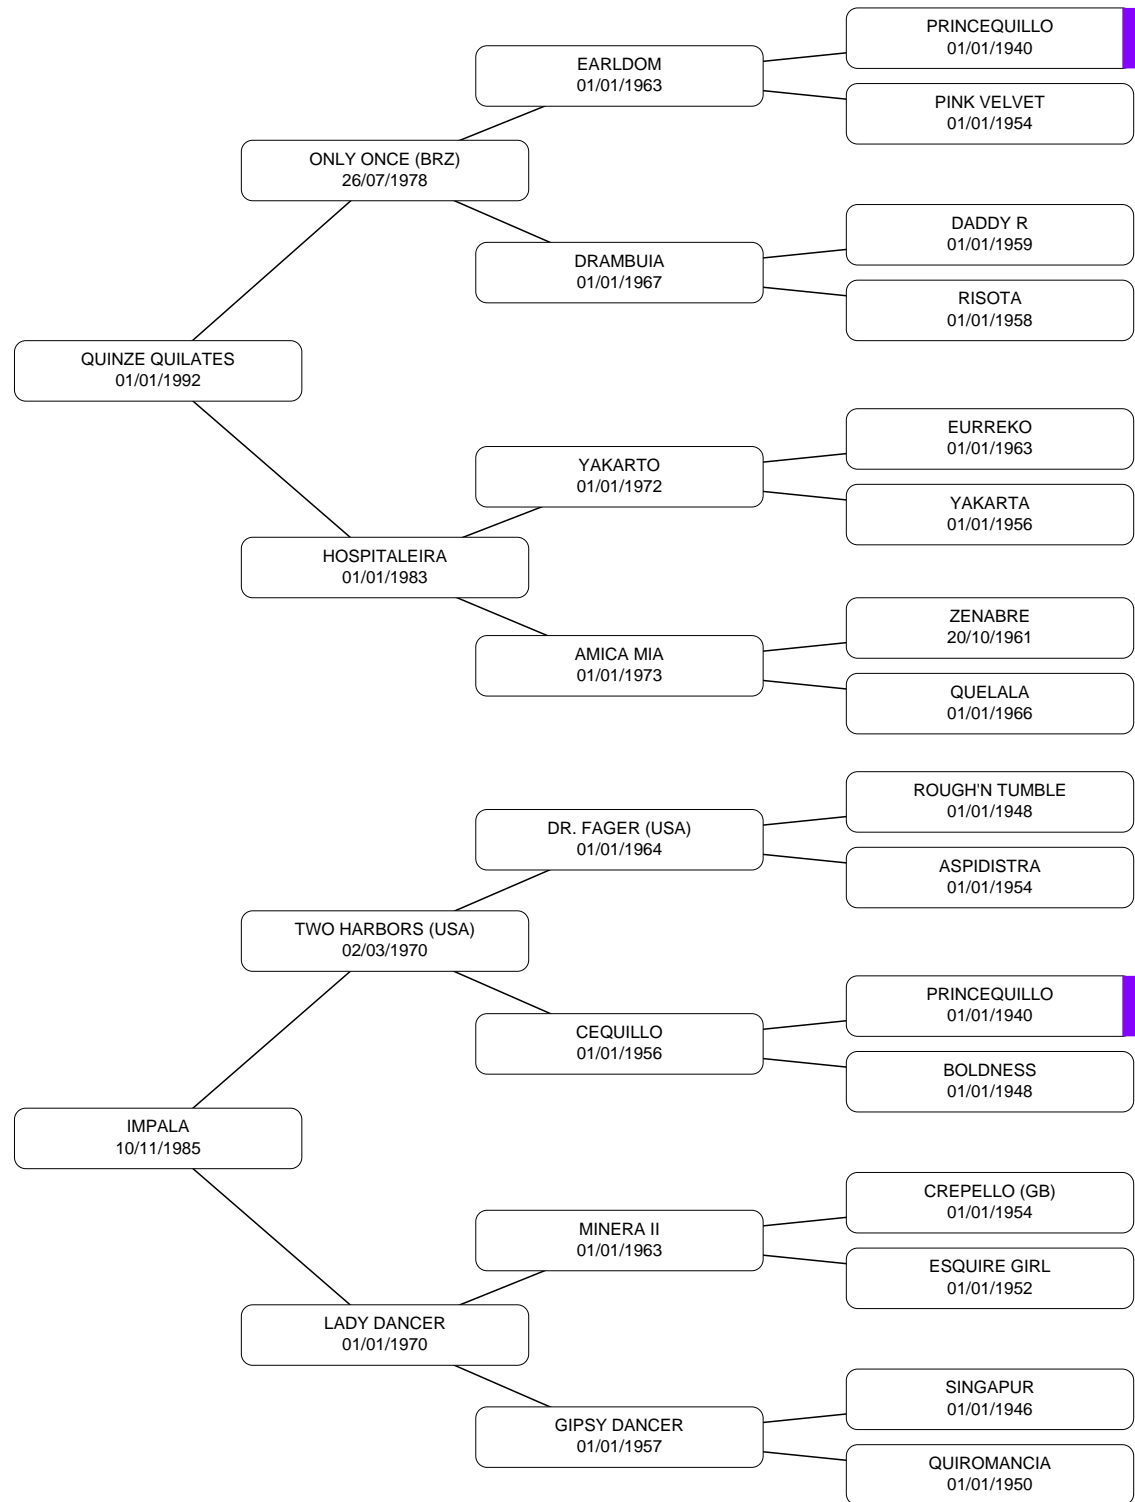 PRINCEQUILLO
01/01/1940
EARLDOM
01/01/1963
PINK VELVET
01/01/1954
ONLY ONCE (BRZ)
26/07/1978
DADDY R
01/01/1959
DRAMBUIA
01/01/1967
RISOTA
01/01/1958
QUINZE QUILATES
01/01/1992
EURREKO
01/01/1963
YAKARTO
01/01/1972
YAKARTA
01/01/1956
HOSPITALEIRA
01/01/1983
ZENABRE
20/10/1961
AMICA MIA
01/01/1973
QUELALA
01/01/1966
ROUGH'N TUMBLE
01/01/1948
DR. FAGER (USA)
01/01/1964
ASPIDISTRA
01/01/1954
TWO HARBORS (USA)
02/03/1970
PRINCEQUILLO
01/01/1940
CEQUILLO
01/01/1956
BOLDNESS
01/01/1948
IMPALA
10/11/1985
CREPELLO (GB)
01/01/1954
MINERA II
01/01/1963
ESQUIRE GIRL
01/01/1952
LADY DANCER
01/01/1970
SINGAPUR
01/01/1946
GIPSY DANCER
01/01/1957
QUIROMANCIA
01/01/1950